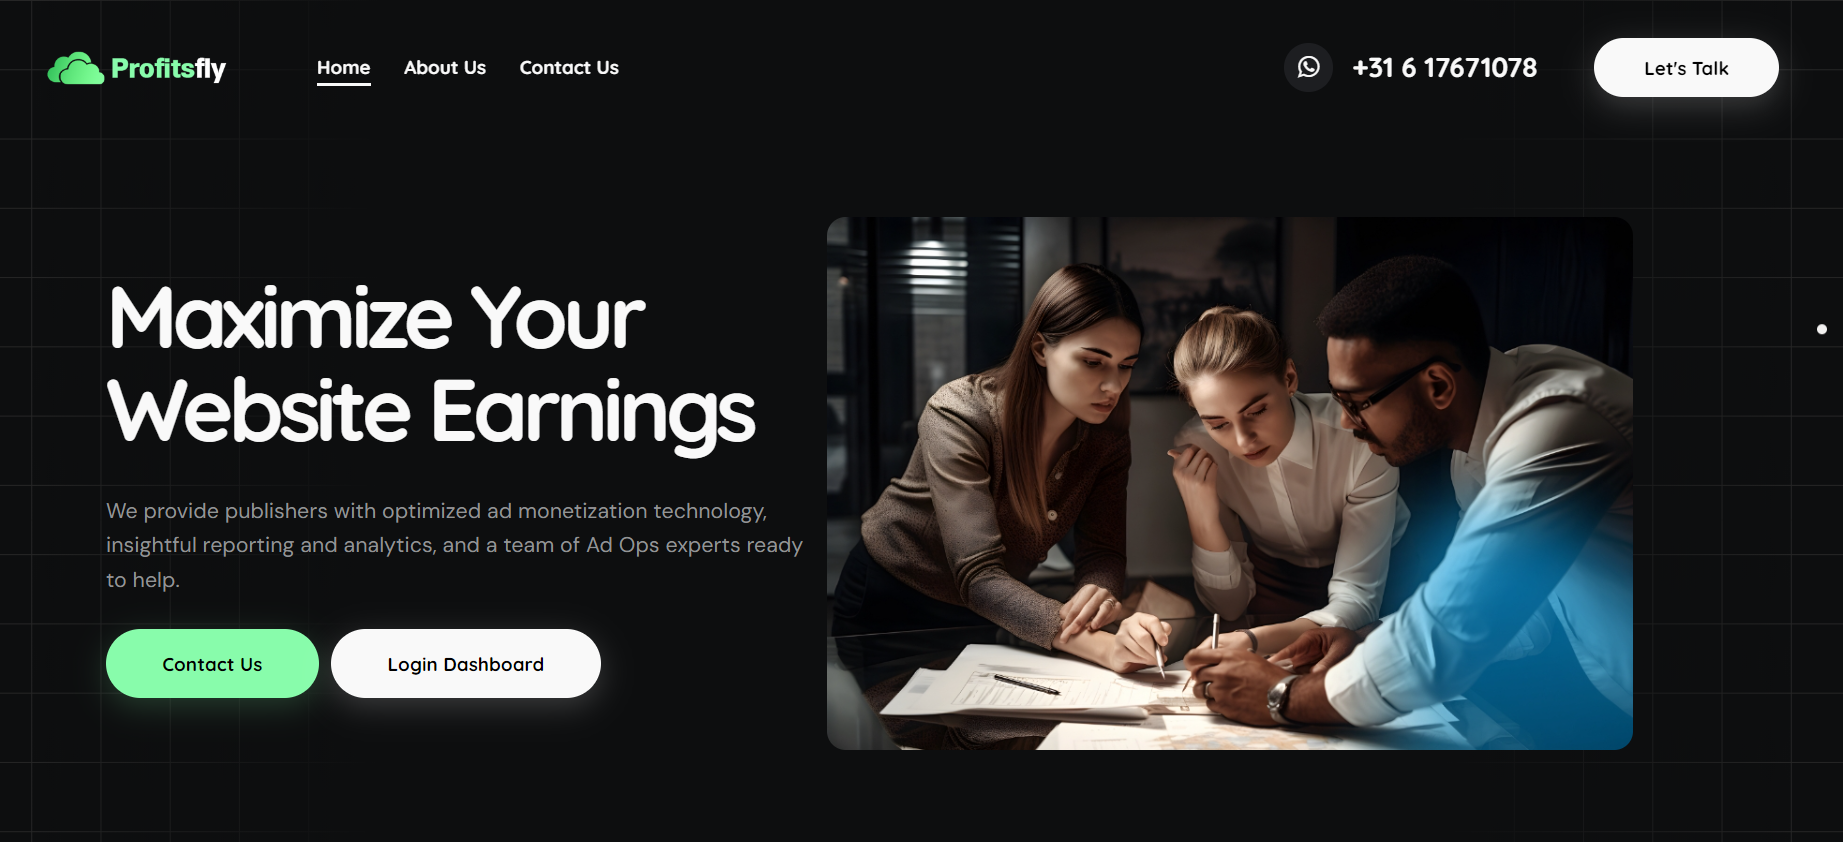 Profitsfly
Home
About Us
Contact Us
+31 6 17671078
Let's Talk
Maximize Your
Website Earnings
We provide publishers with optimized ad monetization technology,
insightful reporting and analytics, and a team of Ad Ops experts ready
to help.
Contact Us
Login Dashboard